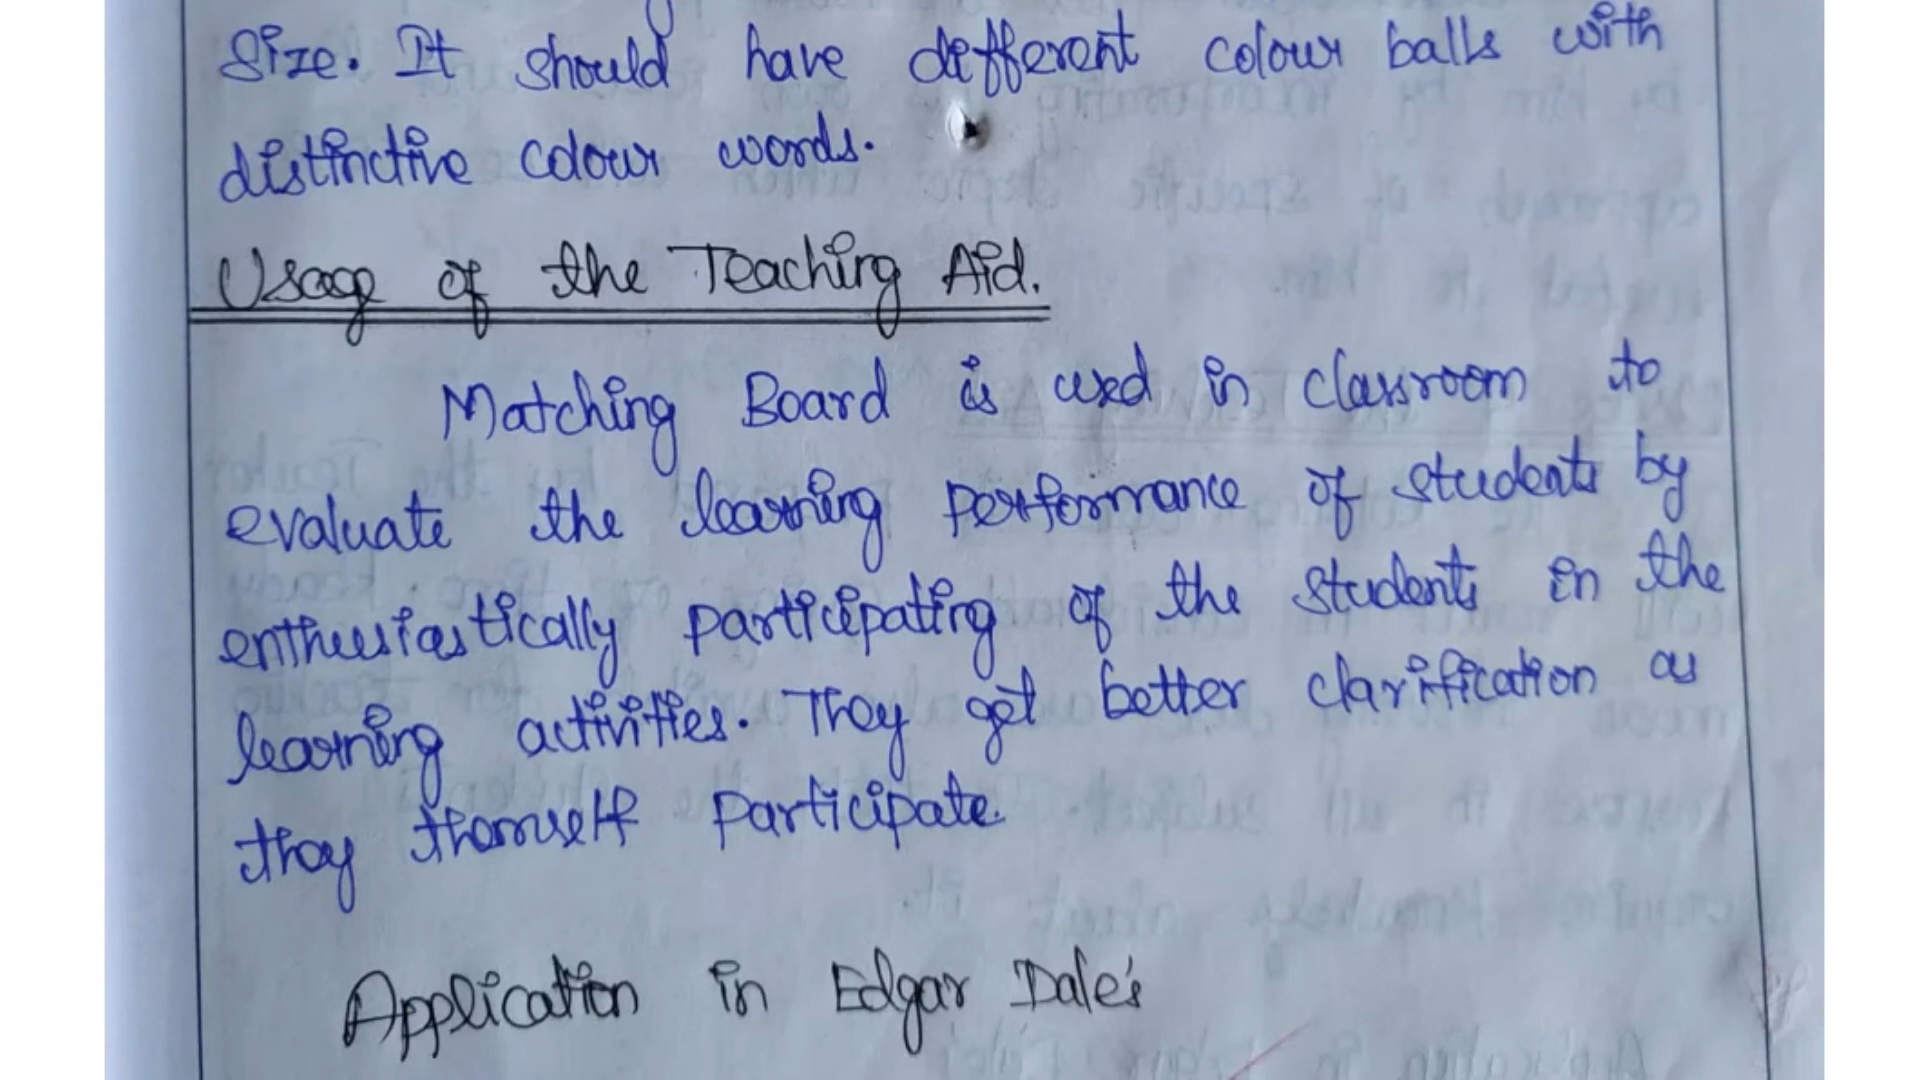 Size. It should have different colour balls with
distinctive colour words.
Usage of the Teaching Aid.
Matching Board is used in classroom to
evaluate the learning performance of students by
enthusiastically participating of the students in the
learning activities. They get better clarification as
they themself participate.
Application in Edgar Dale's